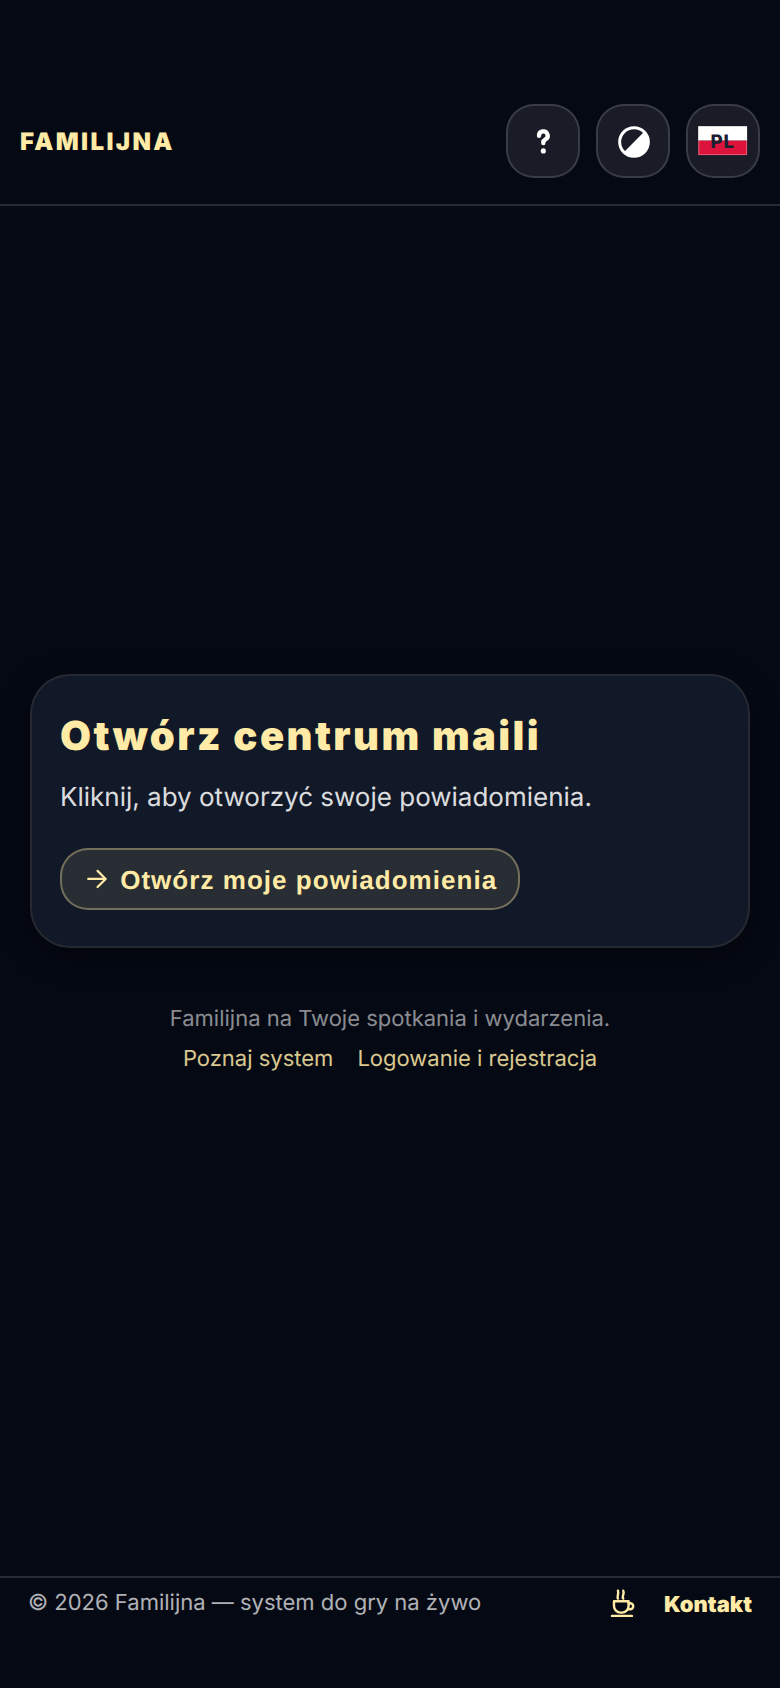 FAMILIJNA
?
PL
Otwórz centrum maili
Kliknij, aby otworzyć swoje powiadomienia.
→ Otwórz moje powiadomienia
Familijna na Twoje spotkania i wydarzenia.
Poznaj system Logowanie i rejestracja
© 2026 Familijna — system do gry na żywo
Kontakt